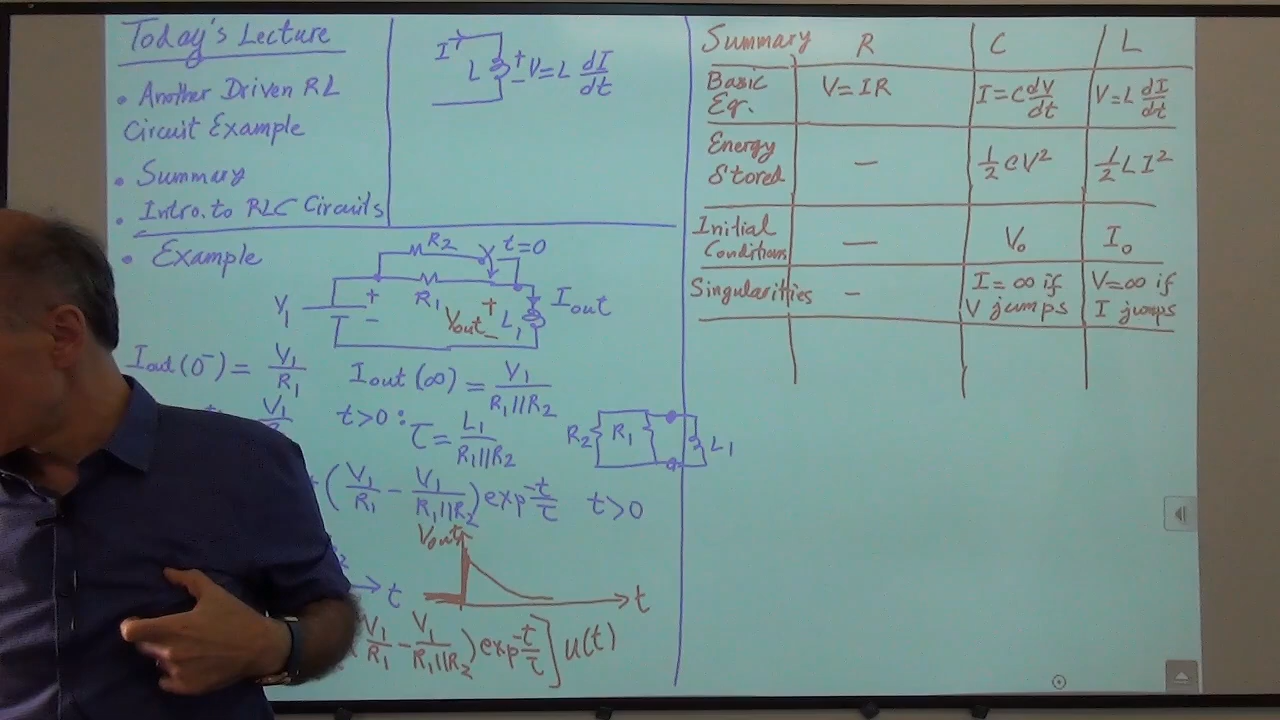 Today's Lecture
• Another Driven RL
Circuit Example
• Summary
• Intro. to RLC Circuits
I L + - V = L dI/dt
• Example
R2 t=0
V1 + - R1 Vout + - L1 Iout
Iout(0⁻) = V1/R1 Iout(∞) = V1/(R1||R2)
V1 t>0: τ = L1/(R1||R2) R2 R1 L1
(V1/R1 - V1/(R1||R2)) exp -t/τ t>0
Vout
t t
V1/R1 - V1/(R1||R2)) exp -t/τ] u(t)
Summary R C L
Basic Eq. V=IR I=C dV/dt V=L dI/dt
Energy Stored — ½CV² ½LI²
Initial Conditions — V₀ I₀
Singularities — I=∞ if V jumps V=∞ if I jumps